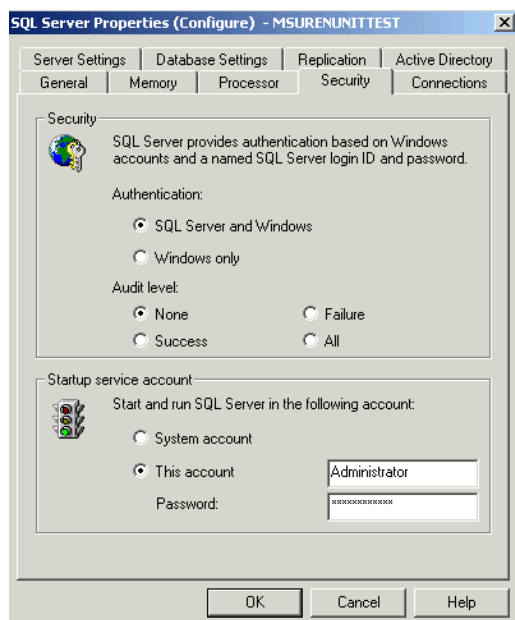 SQL Server Properties (Configure) - MSURENUNITTEST
Server Settings Database Settings Replication Active Directory
General Memory Processor Security Connections
Security
SQL Server provides authentication based on Windows
accounts and a named SQL Server login ID and password.
Authentication:
SQL Server and Windows
Windows only
Audit level:
None Failure
Success All
Startup service account
Start and run SQL Server in the following account:
System account
This account Administrator
Password: ************
OK Cancel Help